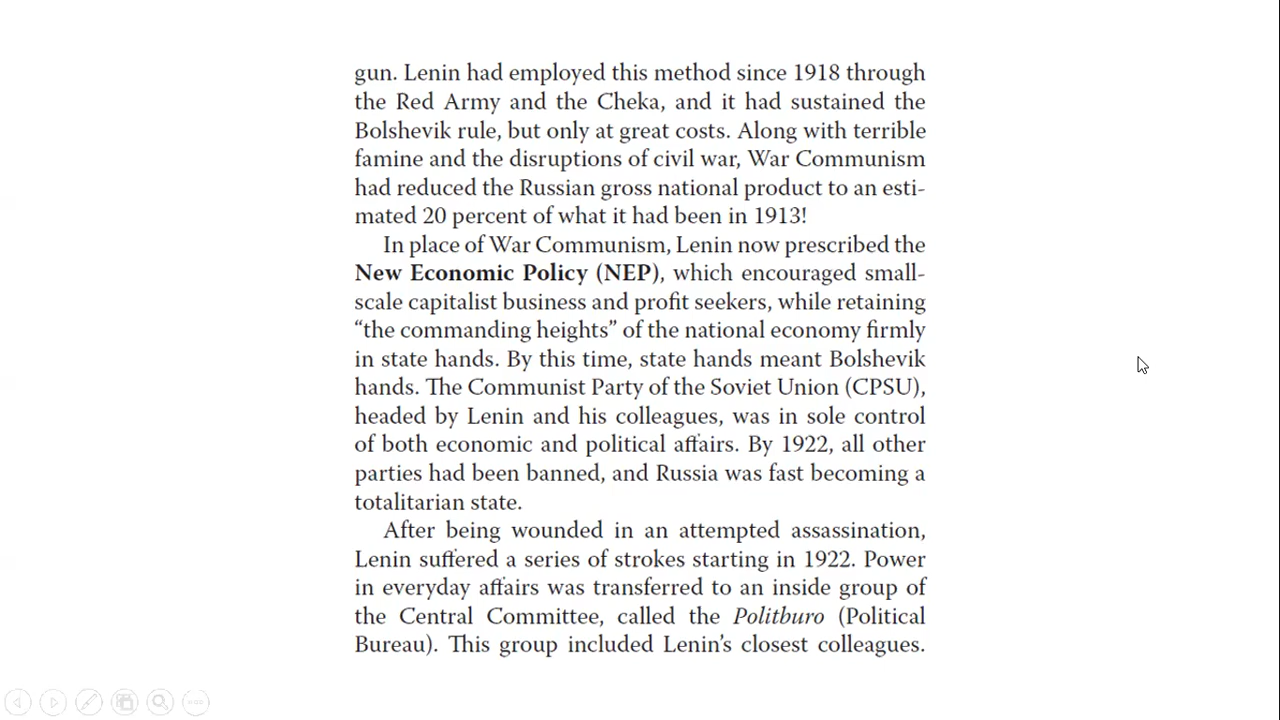 gun. Lenin had employed this method since 1918 through
the Red Army and the Cheka, and it had sustained the
Bolshevik rule, but only at great costs. Along with terrible
famine and the disruptions of civil war, War Communism
had reduced the Russian gross national product to an esti-
mated 20 percent of what it had been in 1913!
In place of War Communism, Lenin now prescribed the
New Economic Policy (NEP), which encouraged small-
scale capitalist business and profit seekers, while retaining
“the commanding heights” of the national economy firmly
in state hands. By this time, state hands meant Bolshevik
hands. The Communist Party of the Soviet Union (CPSU),
headed by Lenin and his colleagues, was in sole control
of both economic and political affairs. By 1922, all other
parties had been banned, and Russia was fast becoming a
totalitarian state.
After being wounded in an attempted assassination,
Lenin suffered a series of strokes starting in 1922. Power
in everyday affairs was transferred to an inside group of
the Central Committee, called the Politburo (Political
Bureau). This group included Lenin’s closest colleagues.